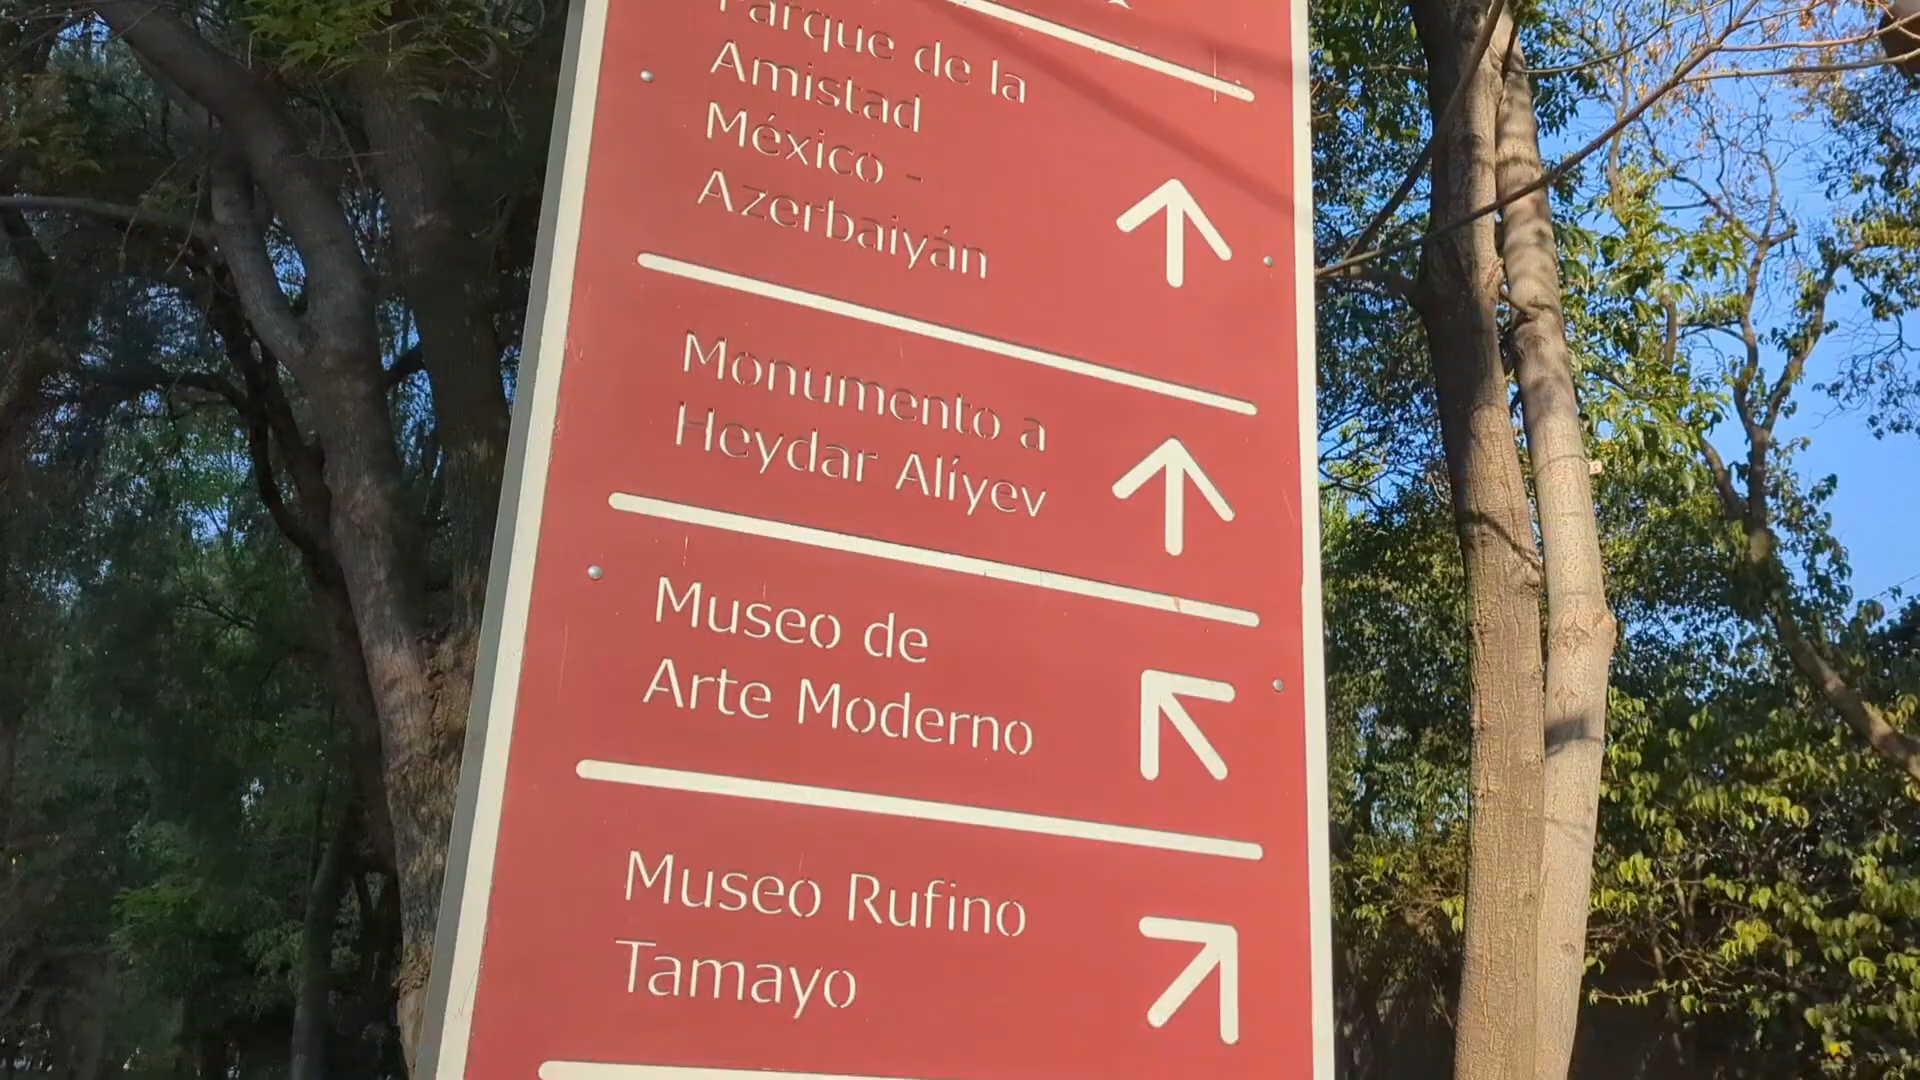 Parque de la
Amistad
México -
Azerbaiyán
Monumento a
Heydar Alíyev
Museo de
Arte Moderno
Museo Rufino
Tamayo